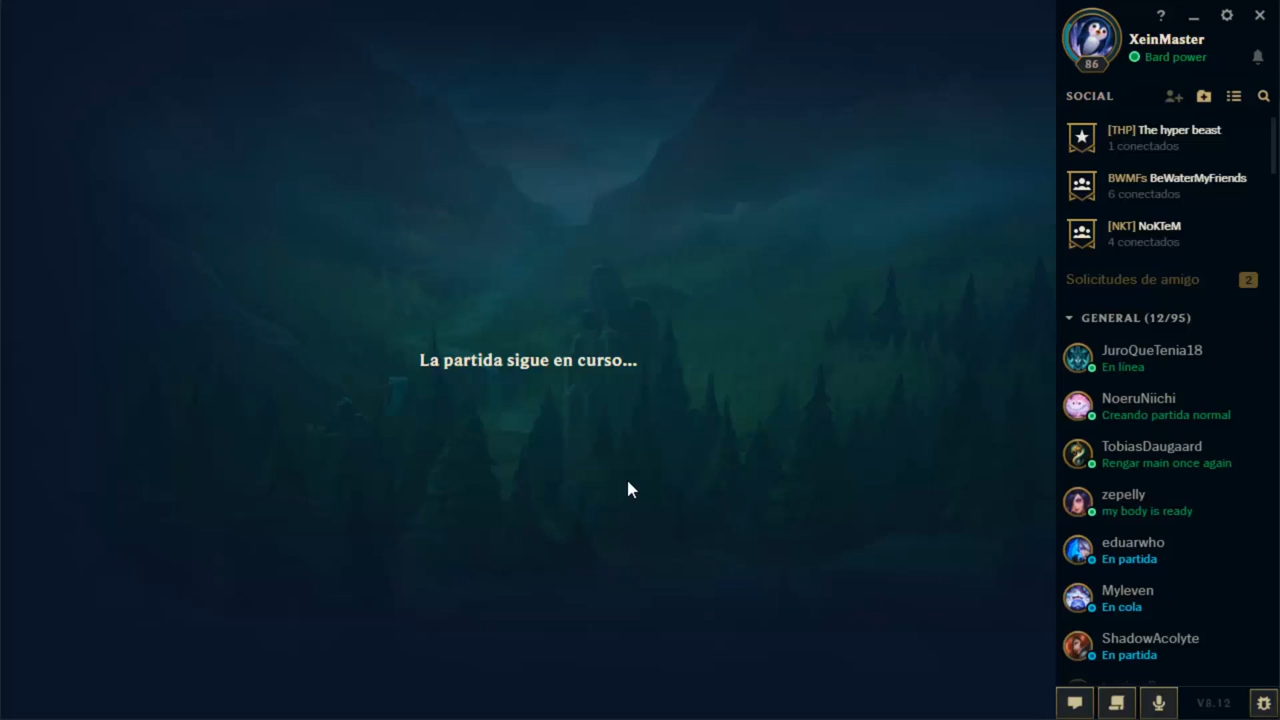 ?
XeinMaster
Bard power
86
SOCIAL
[THP] The hyper beast
1 conectados
BWMFs BeWaterMyFriends
6 conectados
[NKT] NoKTeM
4 conectados
Solicitudes de amigo
2
GENERAL (12/95)
JuroQueTenia18
En línea
La partida sigue en curso...
NoeruNiichi
Creando partida normal
TobiasDaugaard
Rengar main once again
zepelly
my body is ready
eduarwho
En partida
Myleven
En cola
ShadowAcolyte
En partida
V8.12